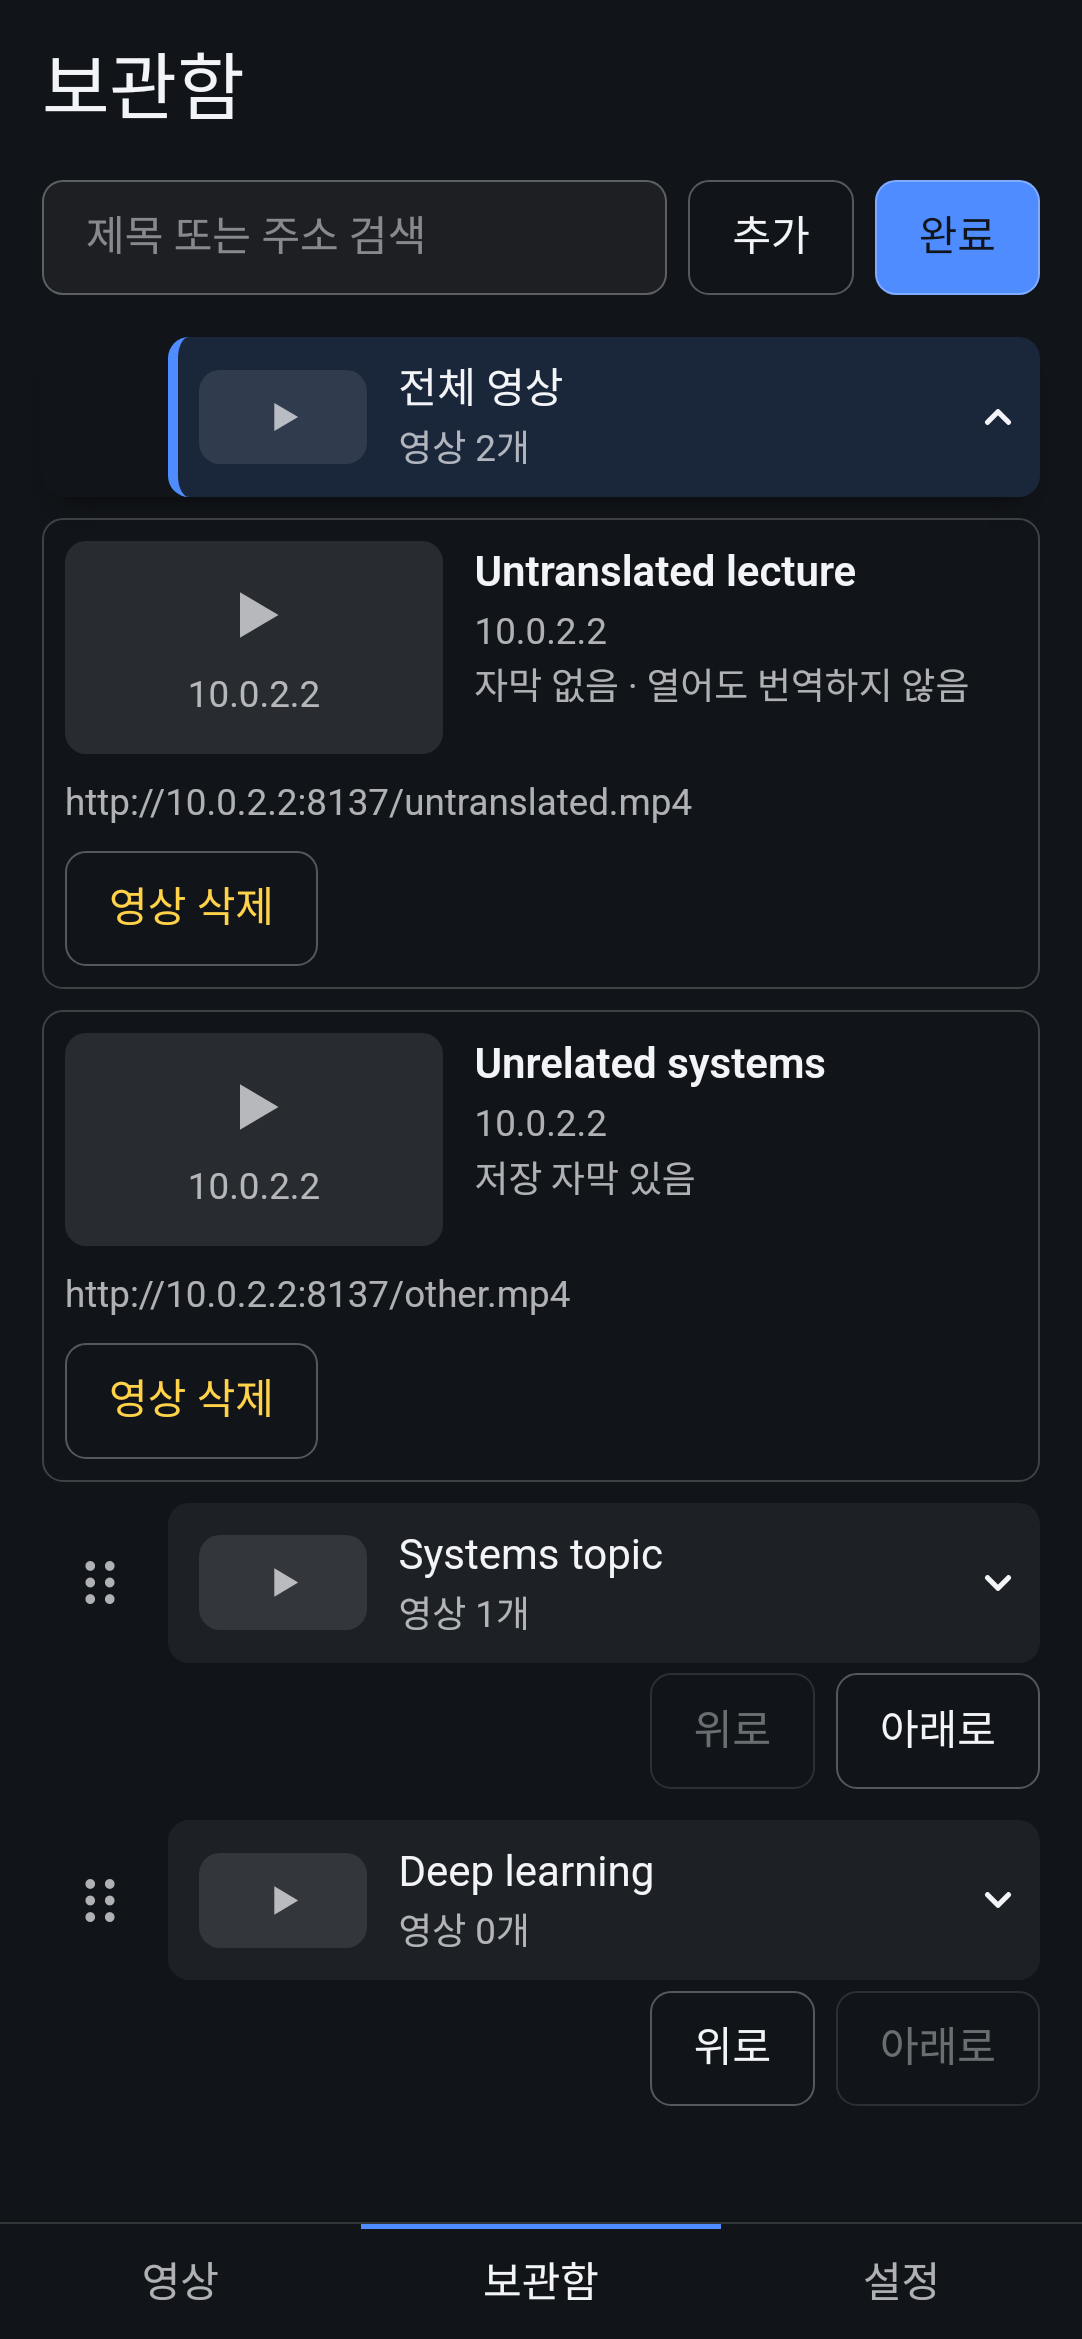 보관함
제목 또는 주소 검색
추가
완료
전체 영상
영상 2개
Untranslated lecture
10.0.2.2
자막 없음 · 열어도 번역하지 않음
10.0.2.2
http://10.0.2.2:8137/untranslated.mp4
영상 삭제
Unrelated systems
10.0.2.2
저장 자막 있음
10.0.2.2
http://10.0.2.2:8137/other.mp4
영상 삭제
Systems topic
영상 1개
위로
아래로
Deep learning
영상 0개
위로
아래로
영상
보관함
설정